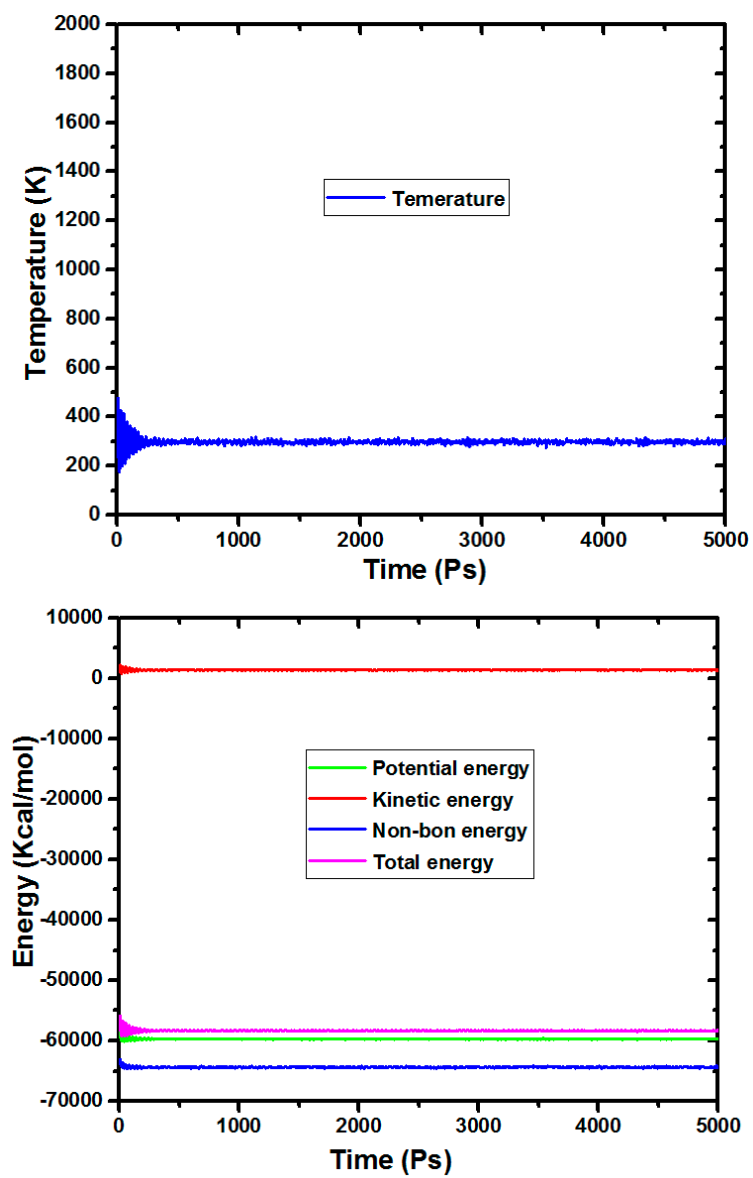 2000
1800
1600
1400
1200
1000
800
600
400
200
0
Temperature (K)
Temerature
0 1000 2000 3000 4000 5000
Time (Ps)
10000
0
-10000
-20000
-30000
-40000
-50000
-60000
-70000
Energy (Kcal/mol)
Potential energy
Kinetic energy
Non-bon energy
Total energy
0 1000 2000 3000 4000 5000
Time (Ps)